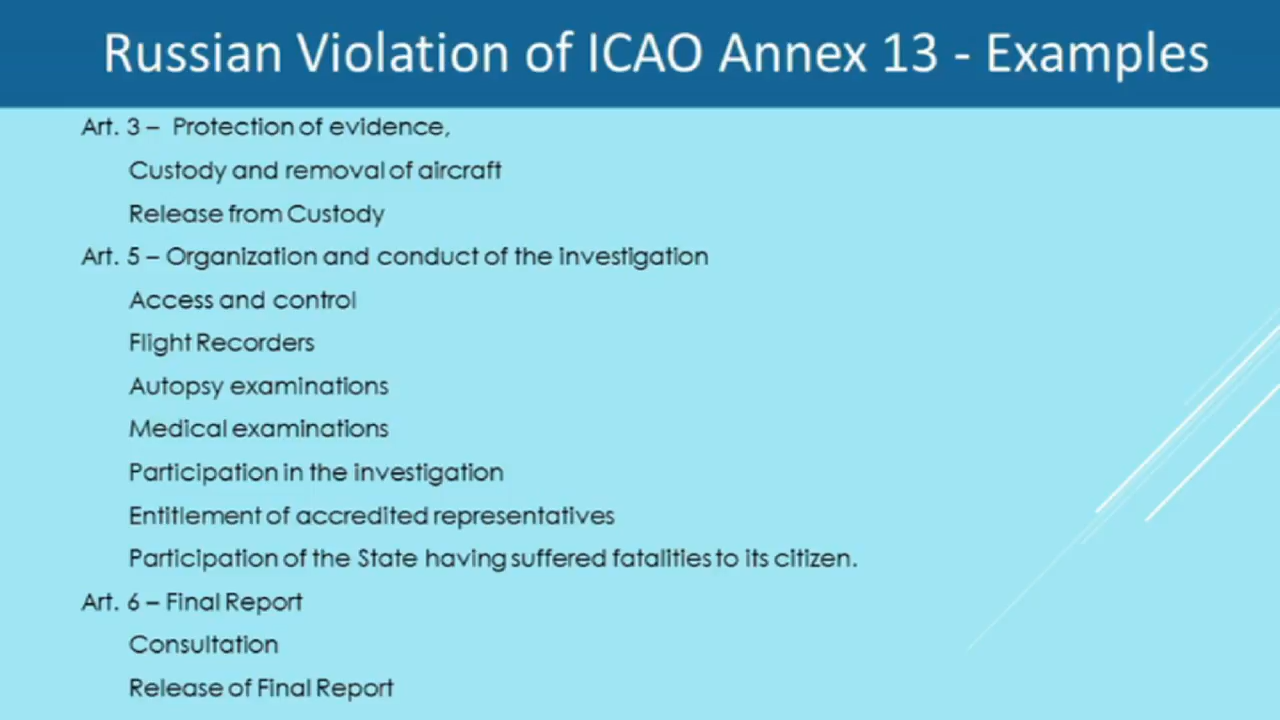 Russian Violation of ICAO Annex 13 - Examples
Art. 3 – Protection of evidence,
Custody and removal of aircraft
Release from Custody
Art. 5 – Organization and conduct of the investigation
Access and control
Flight Recorders
Autopsy examinations
Medical examinations
Participation in the investigation
Entitlement of accredited representatives
Participation of the State having suffered fatalities to its citizen.
Art. 6 – Final Report
Consultation
Release of Final Report